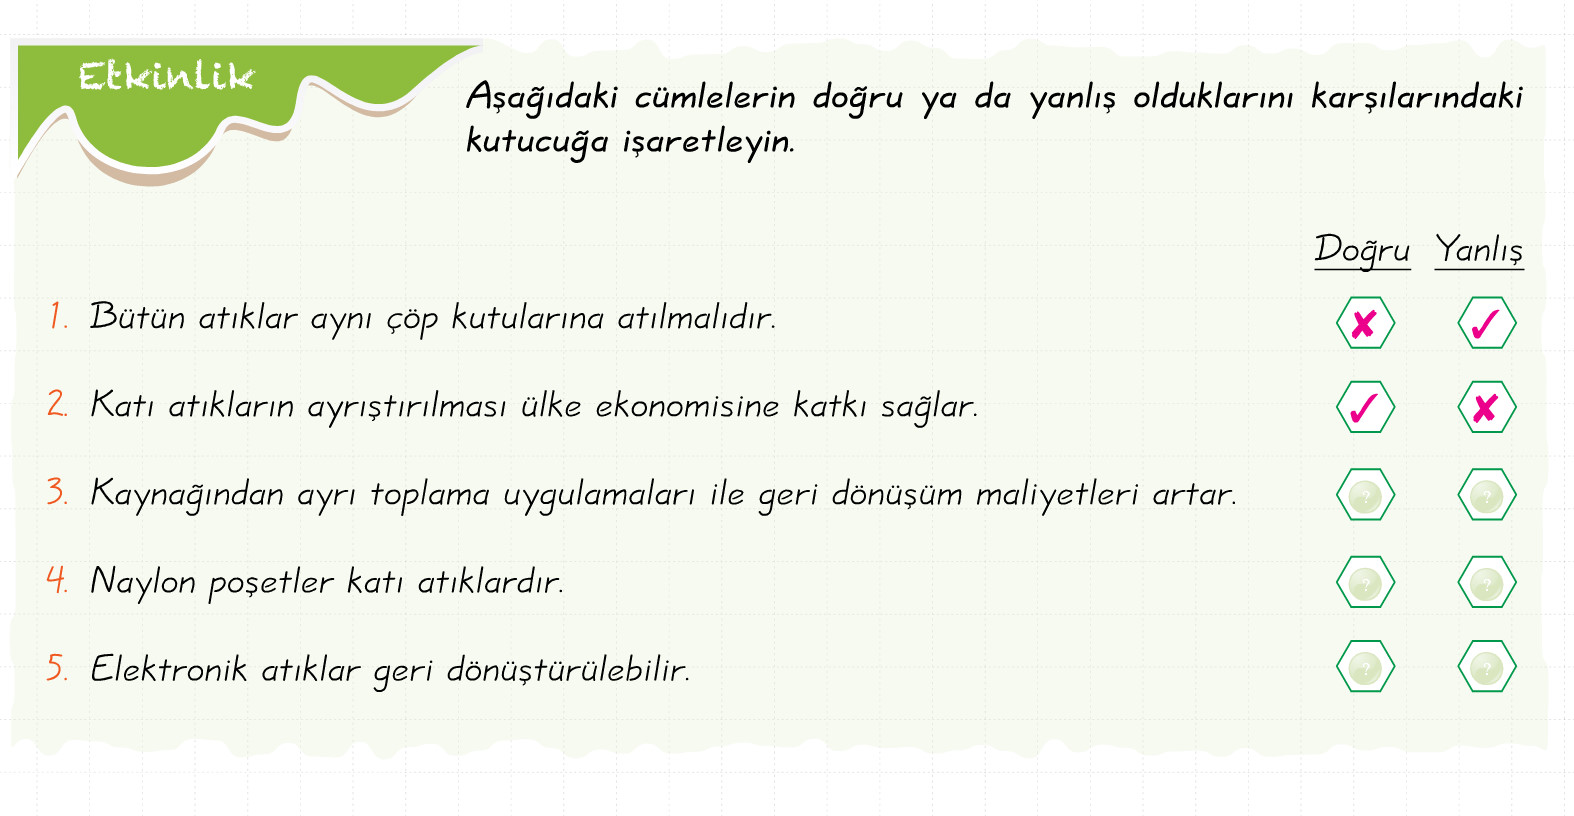 Etkinlik
Aşağıdaki cümlelerin doğru ya da yanlış olduklarını karşılarındaki
kutucuğa işaretleyin.
Doğru Yanlış
1. Bütün atıklar aynı çöp kutularına atılmalıdır. ✘ ✓
2. Katı atıkların ayrıştırılması ülke ekonomisine katkı sağlar. ✓ ✘
3. Kaynağından ayrı toplama uygulamaları ile geri dönüşüm maliyetleri artar. ? ?
4. Naylon poşetler katı atıklardır. ? ?
5. Elektronik atıklar geri dönüştürülebilir. ? ?